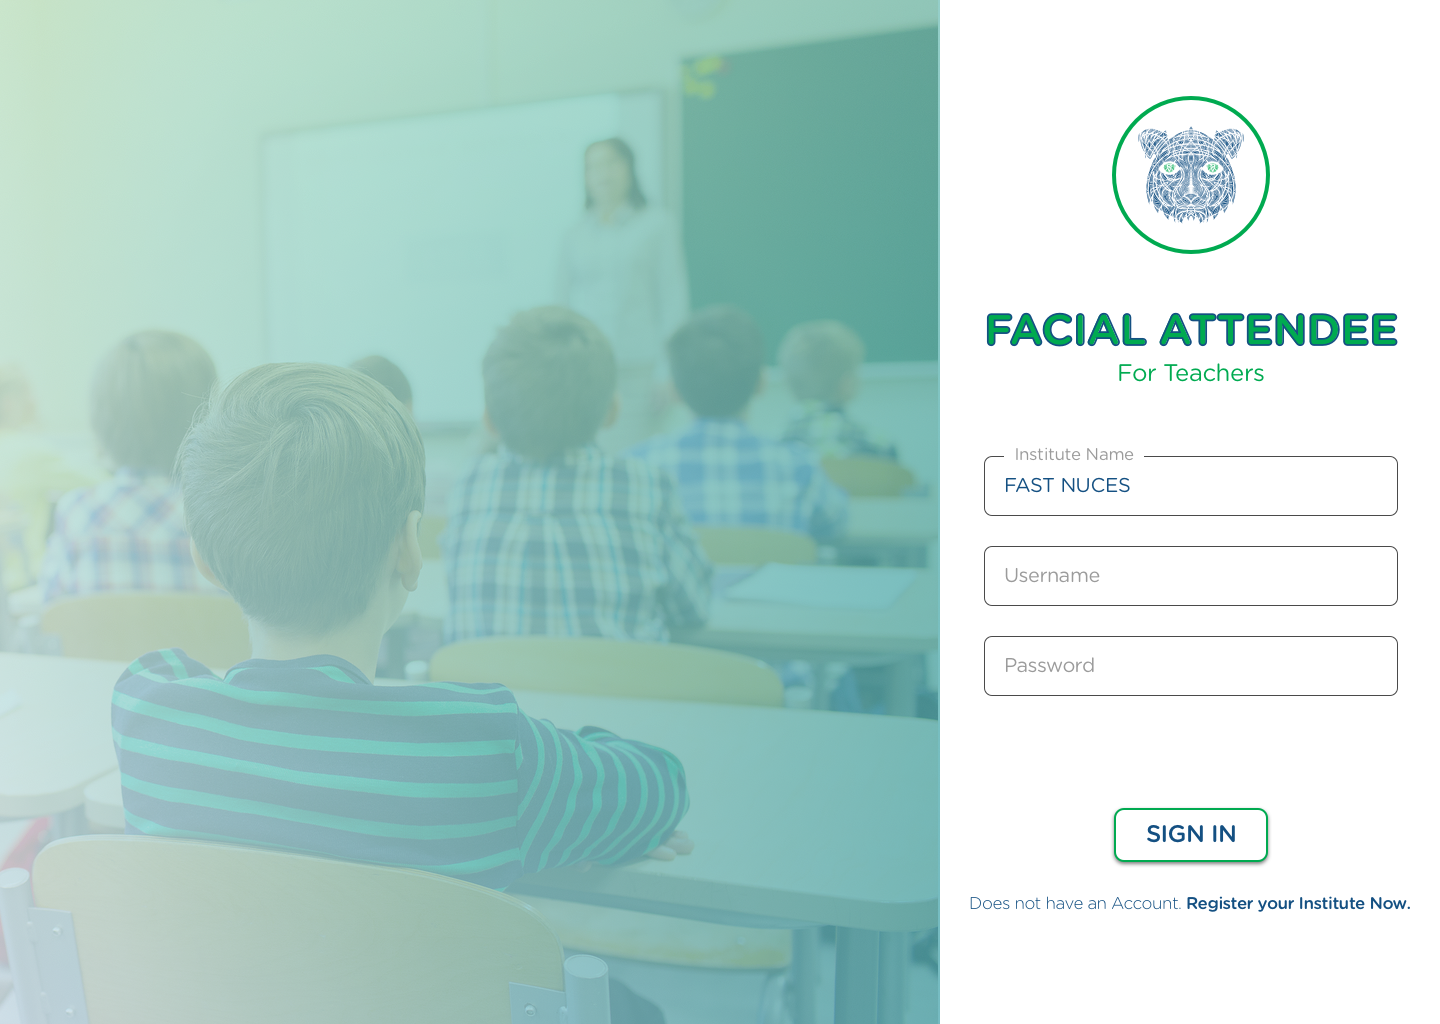 FACIAL ATTENDEE
For Teachers
Institute Name
FAST NUCES
Username
Password
SIGN IN
Does not have an Account. Register your Institute Now.